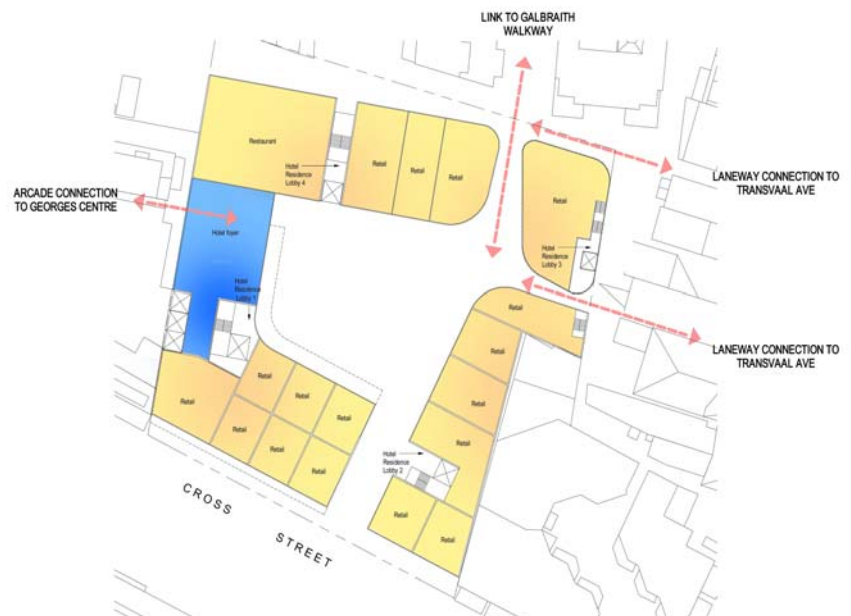 LINK TO GALBRAITH
WALKWAY
Restaurant
Hotel
Residence
Lobby 4
Retail
Retail
Retail
Retail
LANEWAY CONNECTION TO
TRANSVAAL AVE
ARCADE CONNECTION
TO GEORGES CENTRE
Hotel foyer
Hotel
Residence
Lobby 3
Hotel
Residence
Lobby 1
Retail
Retail
LANEWAY CONNECTION TO
TRANSVAAL AVE
Retail
Retail
Retail
Retail
Retail
Retail
Retail
Retail
Retail
Retail
Hotel
Residence
Lobby 2
Retail
Retail
CROSS
STREET